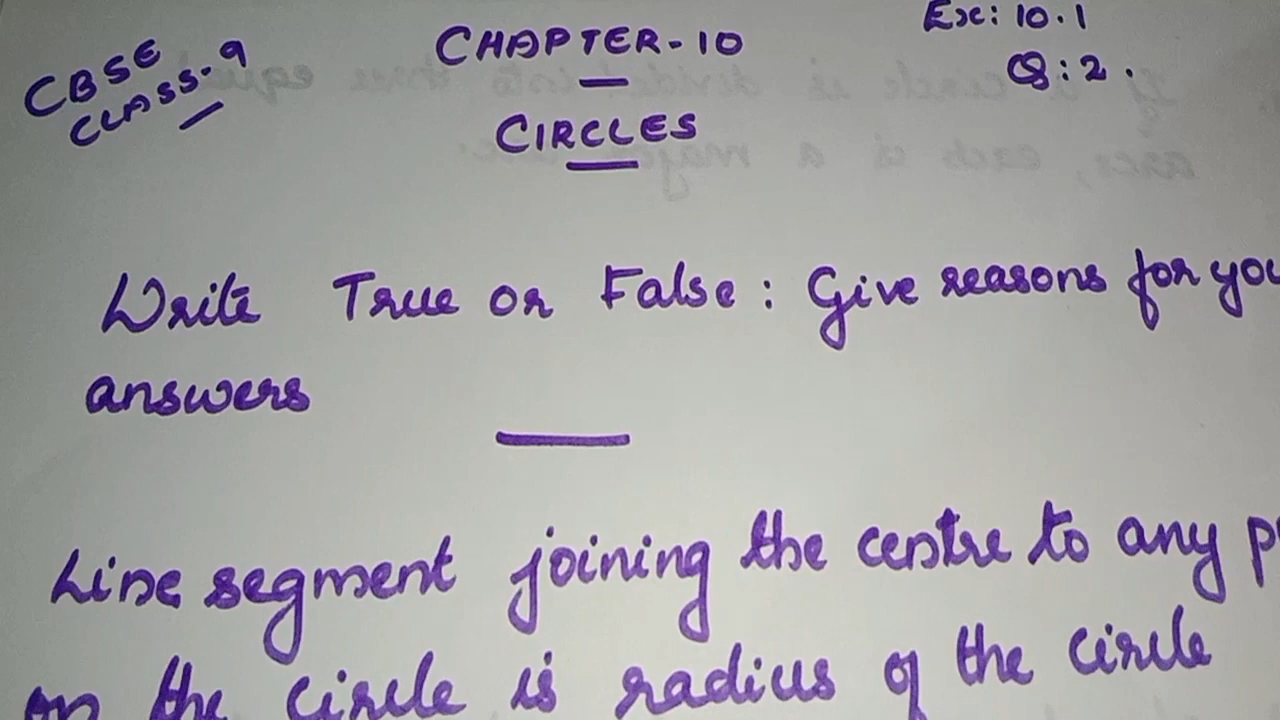 CBSE
CLASS-9
CHAPTER-10
Ex: 10.1
Q:2.
CIRCLES
Write True or False: Give reasons for you
answers
Line segment joining the centre to any p
on the circle is radius of the circle